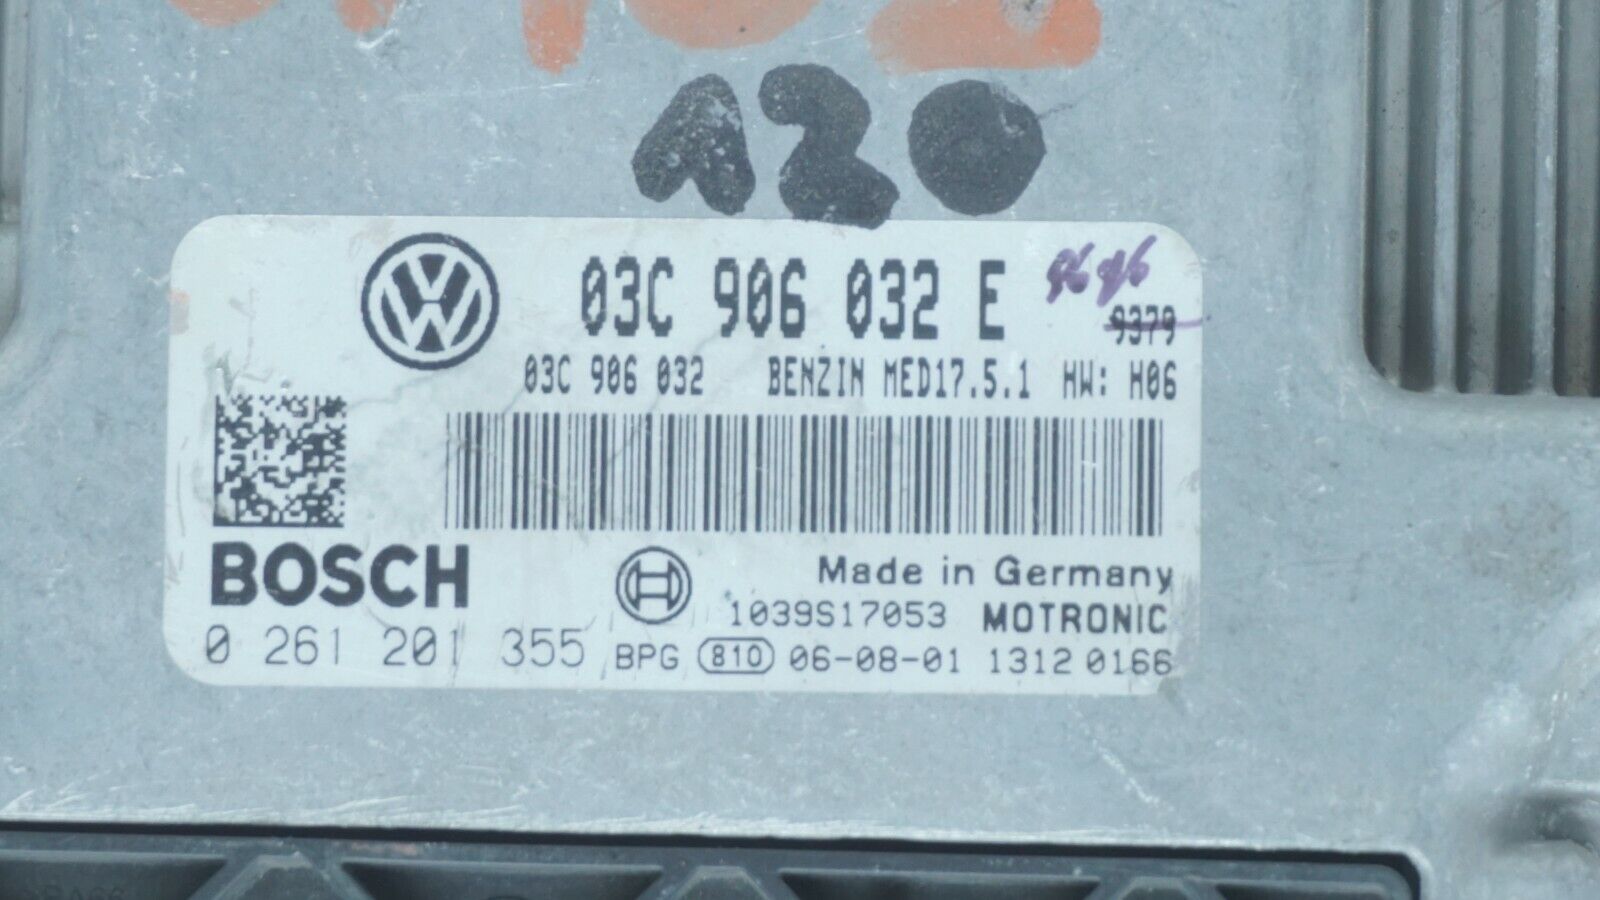 120
03C 906 032 E
9379
03C 906 032 BENZIN MED17.5.1 HW: H06
BOSCH
Made in Germany
1039S17053 MOTRONIC
0 261 201 355 BPG 810 06-08-01 1312 0166